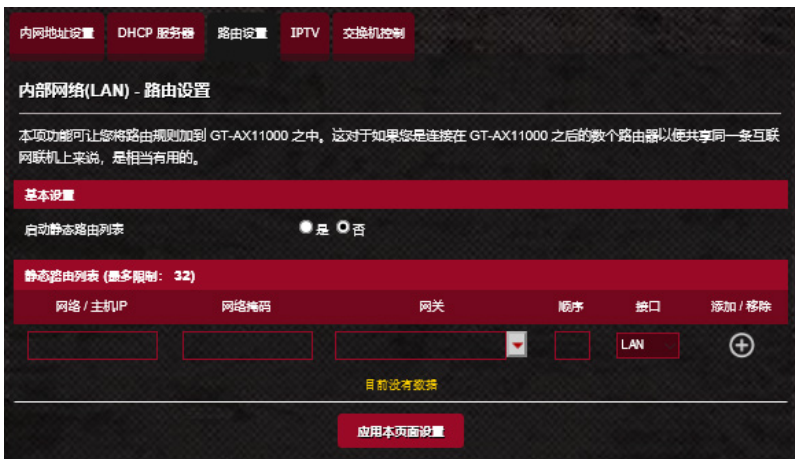 内网地址设置 DHCP 服务器 路由设置 IPTV 交换机控制
内部网络(LAN) - 路由设置
本项功能可让您将路由规则加到 GT-AX11000 之中。这对于如果您是连接在 GT-AX11000 之后的数个路由器以便共享同一条互联
网联机上来说，是相当有用的。
基本设置
启动静态路由列表 是 否
静态路由列表 (最多限制： 32)
网络 / 主机IP 网络掩码 网关 顺序 接口 添加 / 移除
LAN
目前没有数据
应用本页面设置